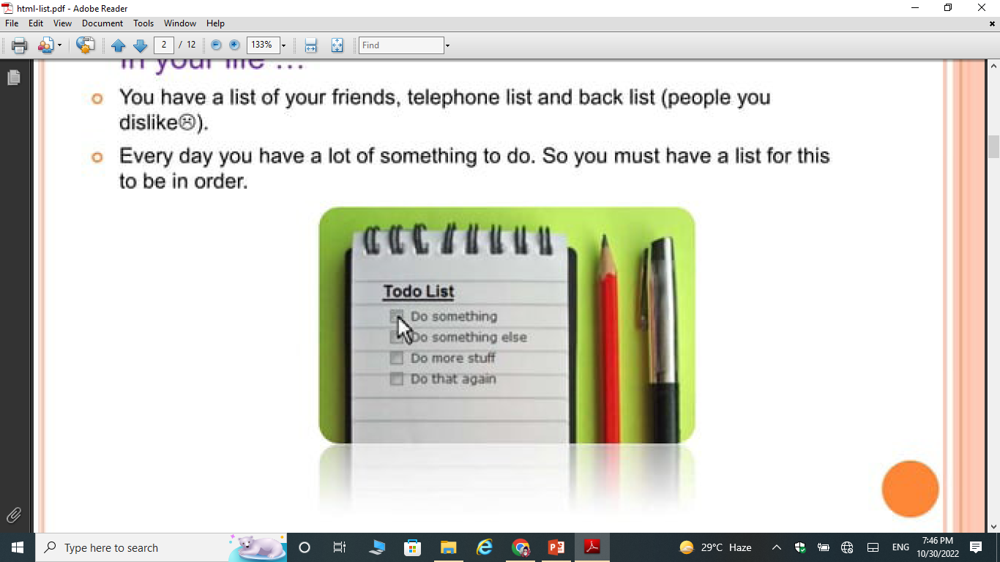 html-list.pdf - Adobe Reader
File Edit View Document Tools Window Help
2 / 12 133% Find
In your life ...
You have a list of your friends, telephone list and back list (people you
dislike☹).
Every day you have a lot of something to do. So you must have a list for this
to be in order.
Todo List
Do something
Do something else
Do more stuff
Do that again
Type here to search
29°C Haze
ENG
7:46 PM
10/30/2022